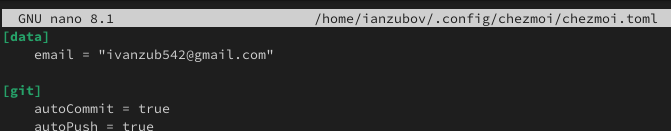 GNU nano 8.1 /home/ianzubov/.config/chezmoi/chezmoi.toml
[data]
email = "ivanzub542@gmail.com"
[git]
autoCommit = true
autoPush = true